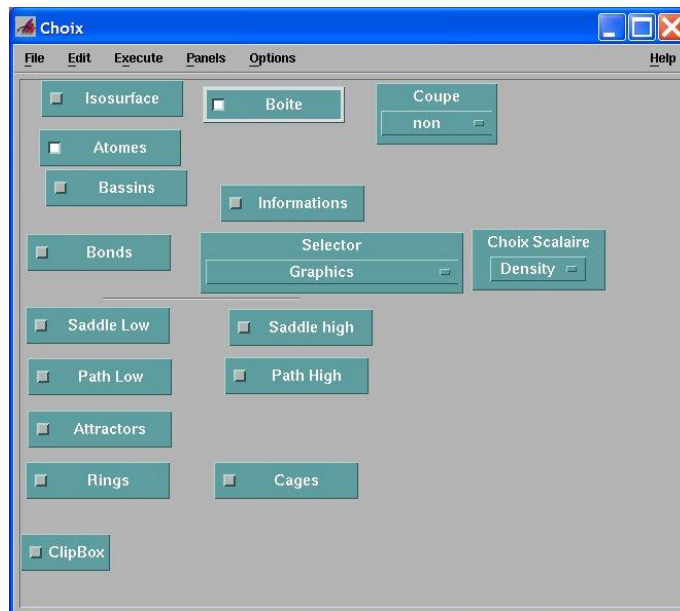 Choix
File Edit Execute Panels Options Help
Isosurface
Boite
Coupe
non
Atomes
Bassins
Informations
Bonds
Selector
Graphics
Choix Scalaire
Density
Saddle Low
Saddle high
Path Low
Path High
Attractors
Rings
Cages
ClipBox